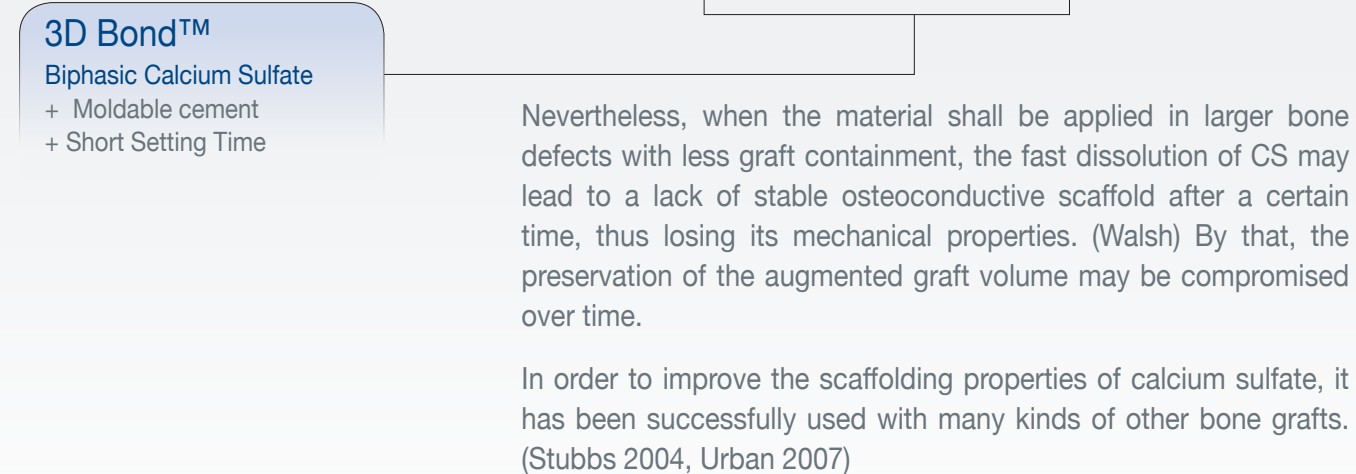 3D Bond™
Biphasic Calcium Sulfate
+ Moldable cement
+ Short Setting Time
Nevertheless, when the material shall be applied in larger bone
defects with less graft containment, the fast dissolution of CS may
lead to a lack of stable osteoconductive scaffold after a certain
time, thus losing its mechanical properties. (Walsh) By that, the
preservation of the augmented graft volume may be compromised
over time.
In order to improve the scaffolding properties of calcium sulfate, it
has been successfully used with many kinds of other bone grafts.
(Stubbs 2004, Urban 2007)